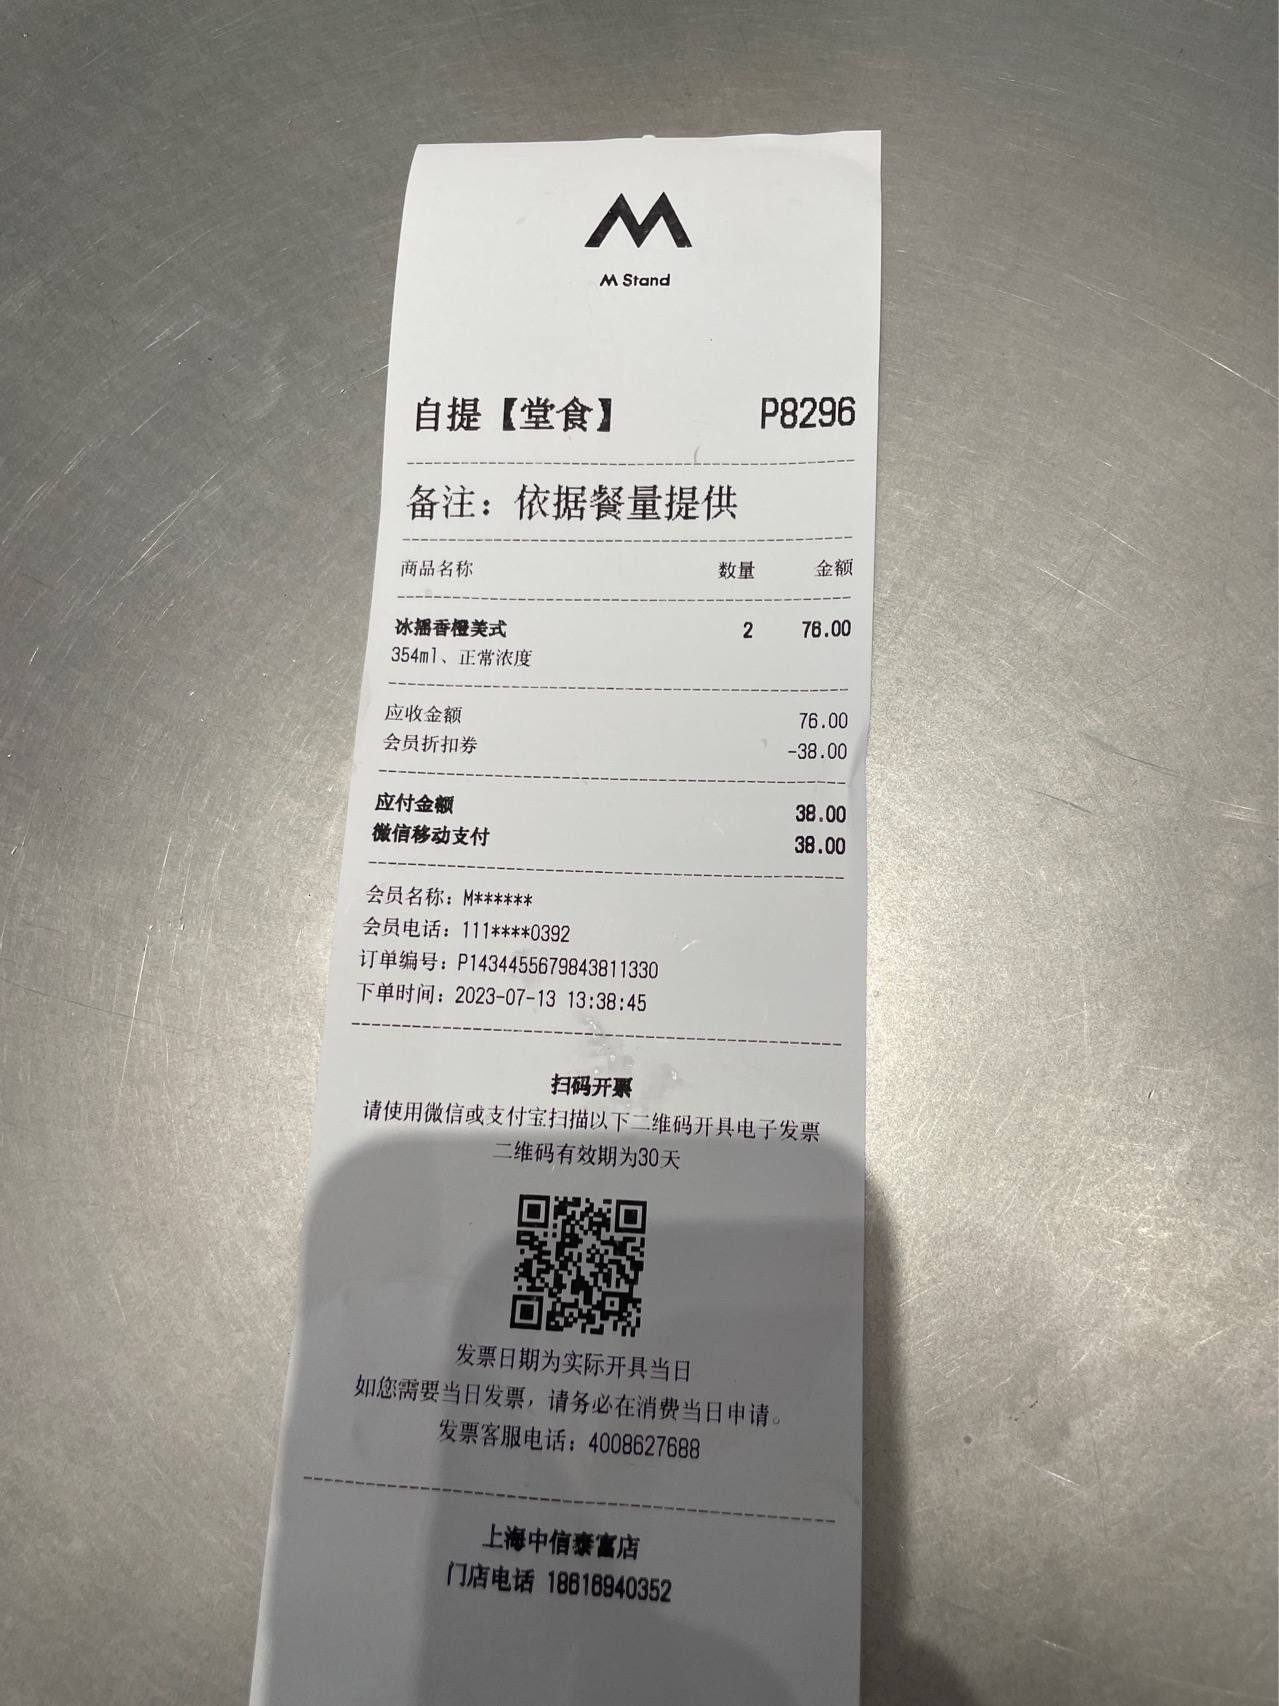 M Stand
自提【堂食】 P8296
备注：依据餐量提供
商品名称 数量 金额
冰摇香橙美式 2 76.00
354ml、正常浓度
应收金额 76.00
会员折扣券 -38.00
应付金额 38.00
微信移动支付 38.00
会员名称：M******
会员电话：111****0392
订单编号：P1434455679843811330
下单时间：2023-07-13 13:38:45
扫码开票
请使用微信或支付宝扫描以下二维码开具电子发票
二维码有效期为30天
发票日期为实际开具当日
如您需要当日发票，请务必在消费当日申请。
发票客服电话：4008627688
上海中信泰富店
门店电话 18616940352